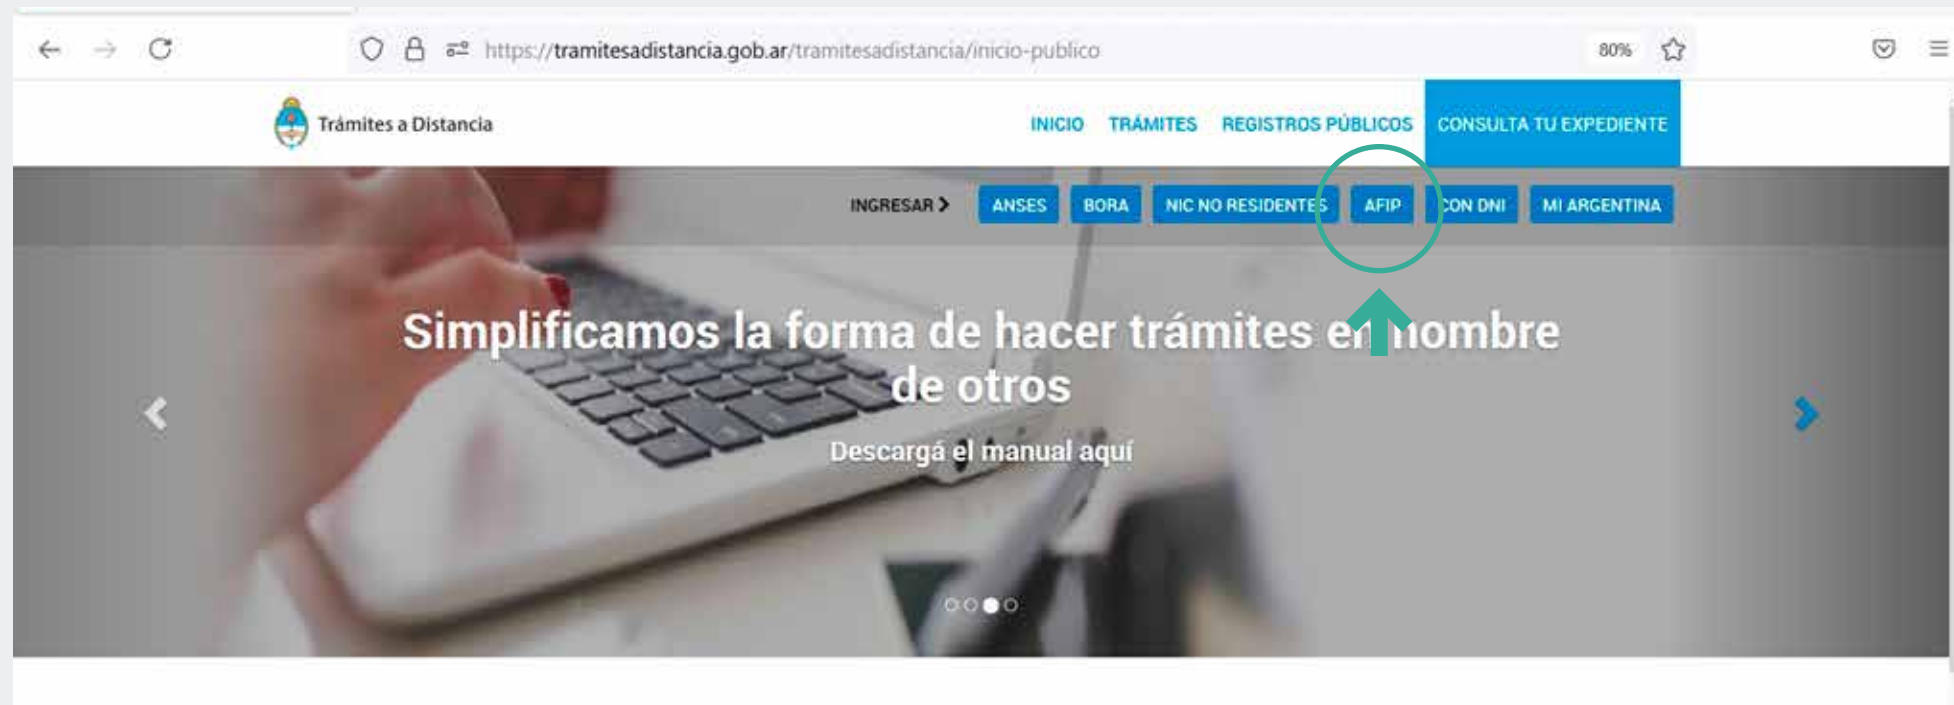 https://tramitesadistancia.gob.ar/tramitesadistancia/inicio-publico 80%
Trámites a Distancia
INICIO TRÁMITES REGISTROS PÚBLICOS CONSULTA TU EXPEDIENTE
INGRESAR ANSES BORA NIC NO RESIDENTES AFIP CON DNI MI ARGENTINA
Simplificamos la forma de hacer trámites en nombre
de otros
Descargá el manual aquí